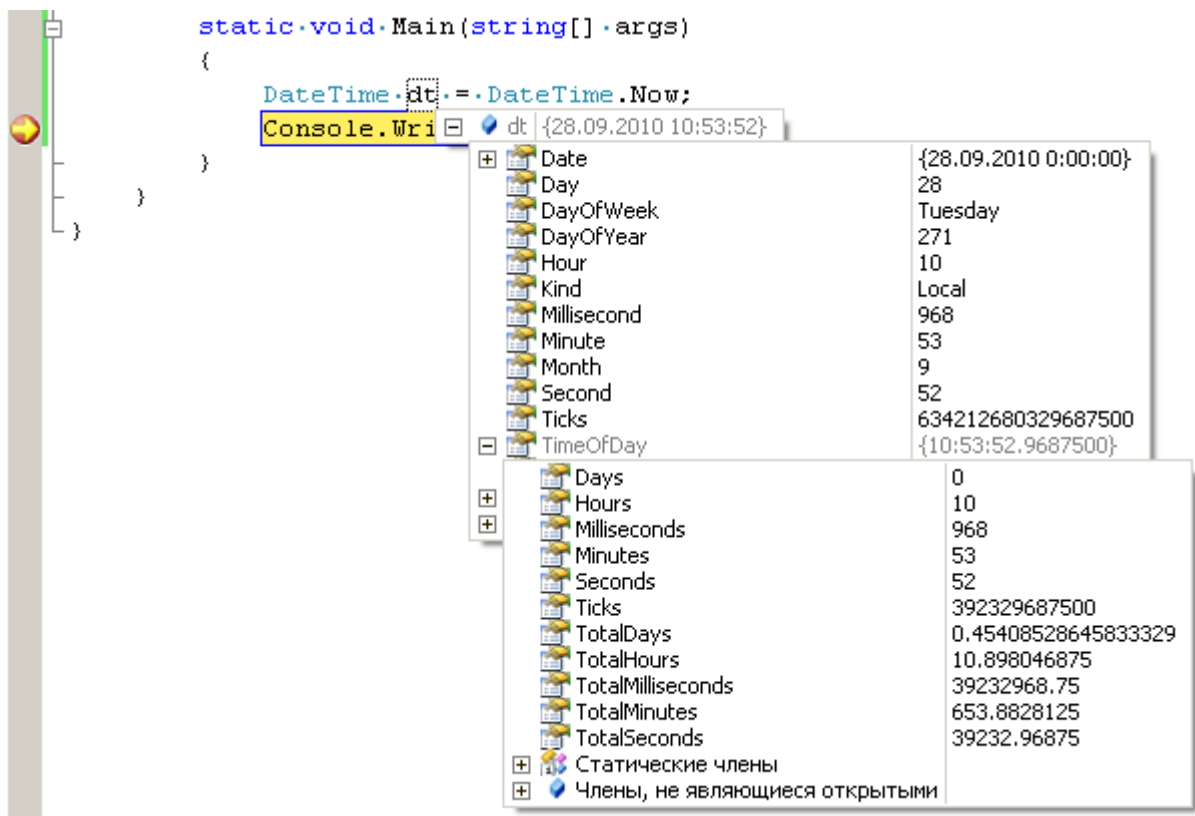 static void Main(string[] args)
{
DateTime dt = DateTime.Now;
Console.Wri dt {28.09.2010 10:53:52}
}
}
}
Date {28.09.2010 0:00:00}
Day 28
DayOfWeek Tuesday
DayOfYear 271
Hour 10
Kind Local
Millisecond 968
Minute 53
Month 9
Second 52
Ticks 634212680329687500
TimeOfDay {10:53:52.9687500}
Days 0
Hours 10
Milliseconds 968
Minutes 53
Seconds 52
Ticks 392329687500
TotalDays 0.45408528645833329
TotalHours 10.898046875
TotalMilliseconds 39232968.75
TotalMinutes 653.8828125
TotalSeconds 39232.96875
Статические члены
Члены, не являющиеся открытыми